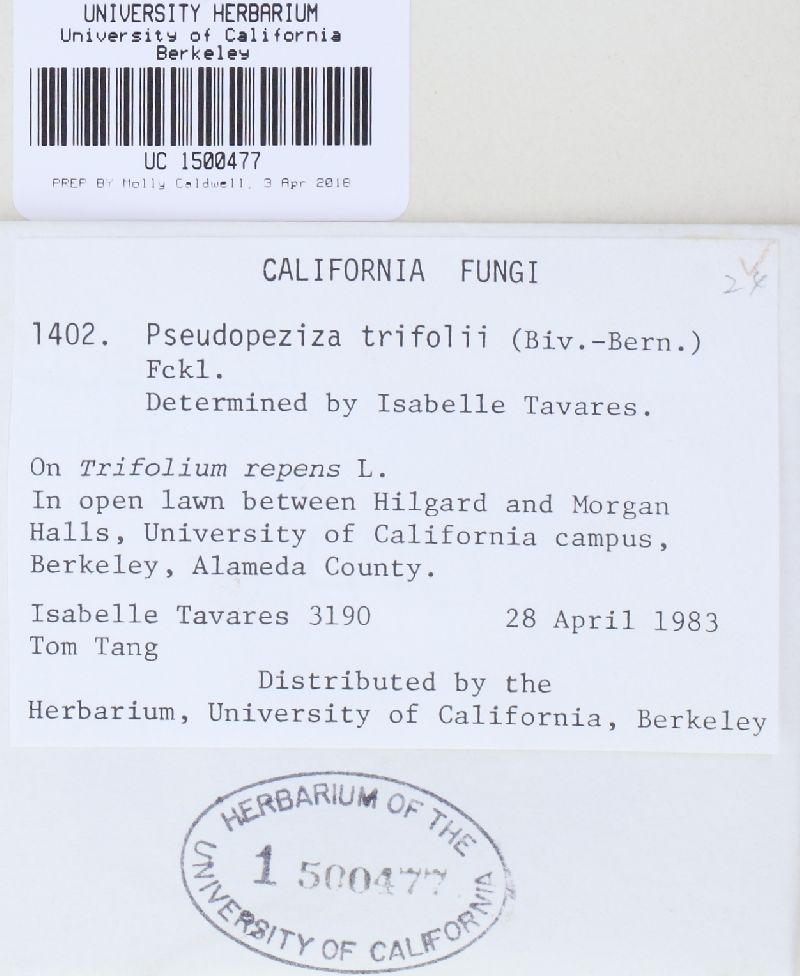 UNIVERSITY HERBARIUM
University of California
Berkeley
UC 1500477
PREP BY Molly Caldwell, 3 Apr 2018
CALIFORNIA FUNGI
24
1402. Pseudopeziza trifolii (Biv.-Bern.)
Fckl.
Determined by Isabelle Tavares.
On Trifolium repens L.
In open lawn between Hilgard and Morgan
Halls, University of California campus,
Berkeley, Alameda County.
Isabelle Tavares 3190 28 April 1983
Tom Tang
Distributed by the
Herbarium, University of California, Berkeley
HERBARIUM OF THE
1 500477
UNIVERSITY OF CALIFORNIA